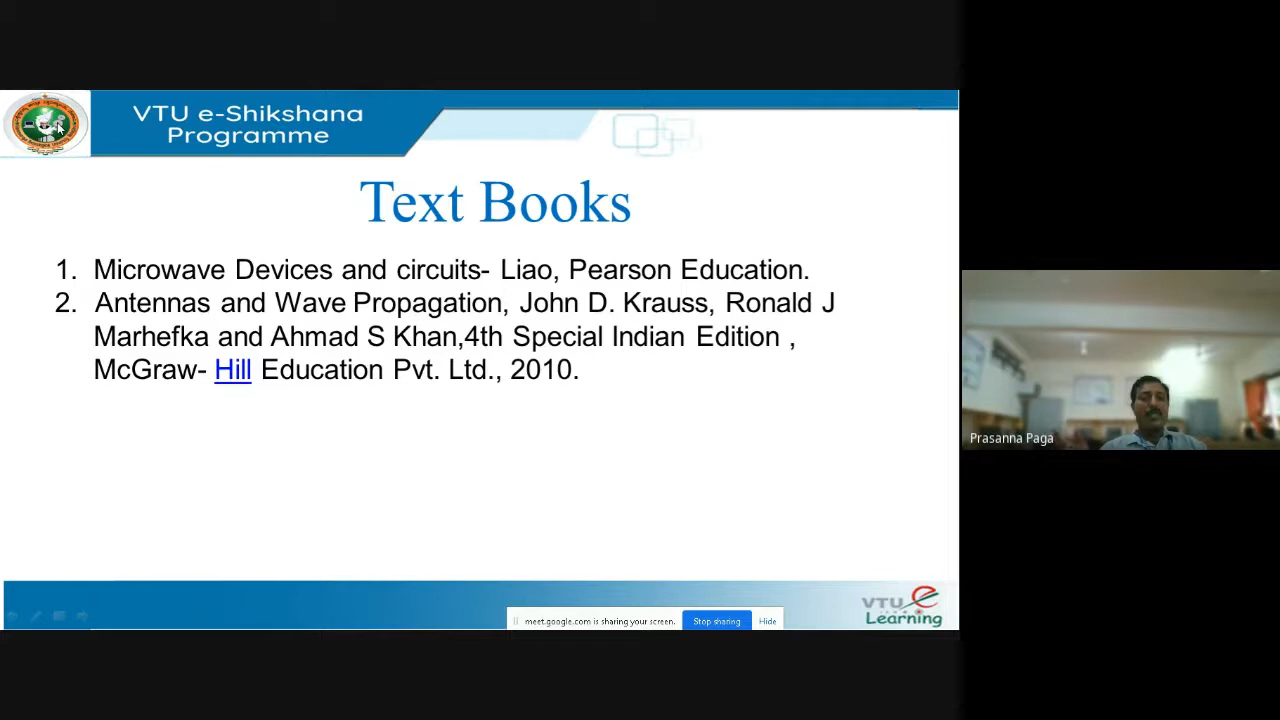 VTU e-Shikshana
Programme
Text Books
1. Microwave Devices and circuits- Liao, Pearson Education.
2. Antennas and Wave Propagation, John D. Krauss, Ronald J
Marhefka and Ahmad S Khan,4th Special Indian Edition ,
McGraw- Hill Education Pvt. Ltd., 2010.
Prasanna Paga
meet.google.com is sharing your screen. Stop sharing Hide
VTU e
Learning